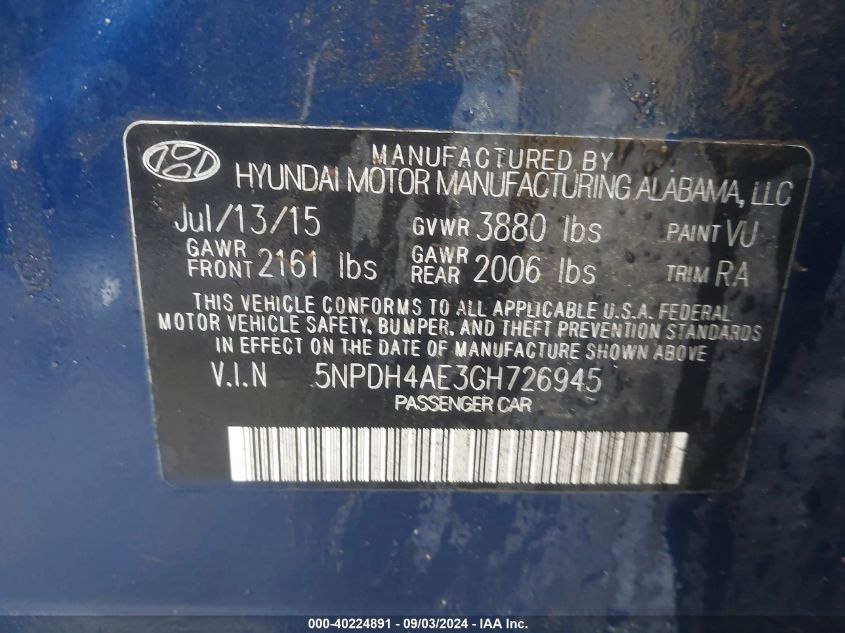 MANUFACTURED BY
HYUNDAI MOTOR MANUFACTURING ALABAMA, LLC
Jul/13/15 GVWR 3880 lbs PAINT VU
GAWR FRONT 2161 lbs GAWR REAR 2006 lbs TRIM RA
THIS VEHICLE CONFORMS TO ALL APPLICABLE U.S.A. FEDERAL
MOTOR VEHICLE SAFETY, BUMPER, AND THEFT PREVENTION STANDARDS
IN EFFECT ON THE DATE OF MANUFACTURE SHOWN ABOVE
V.I.N 5NPDH4AE3GH726945
PASSENGER CAR
000-40224891 - 09/03/2024 - IAAI.COM